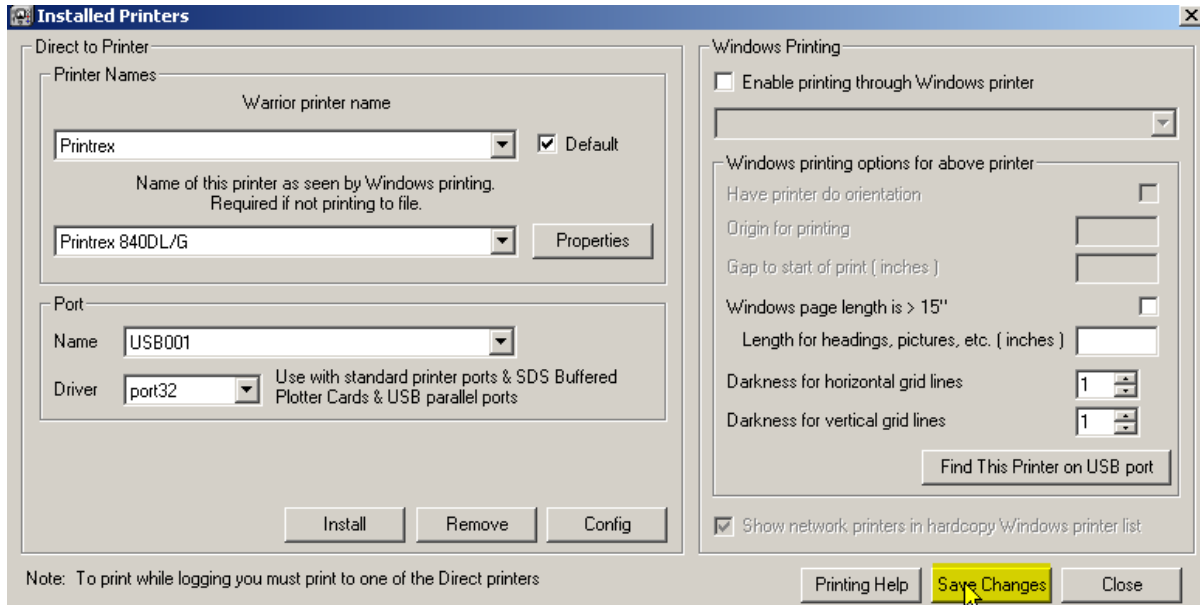 Installed Printers
Direct to Printer
Printer Names
Warrior printer name
Printrex
Default
Name of this printer as seen by Windows printing.
Required if not printing to file.
Printrex 840DL/G
Properties
Port
Name
USB001
Driver
port32
Use with standard printer ports & SDS Buffered
Plotter Cards & USB parallel ports
Install
Remove
Config
Windows Printing
Enable printing through Windows printer
Windows printing options for above printer
Have printer do orientation
Origin for printing
Gap to start of print ( inches )
Windows page length is > 15"
Length for headings, pictures, etc. ( inches )
Darkness for horizontal grid lines
1
Darkness for vertical grid lines
1
Find This Printer on USB port
Show network printers in hardcopy Windows printer list
Note: To print while logging you must print to one of the Direct printers
Printing Help
Save Changes
Close